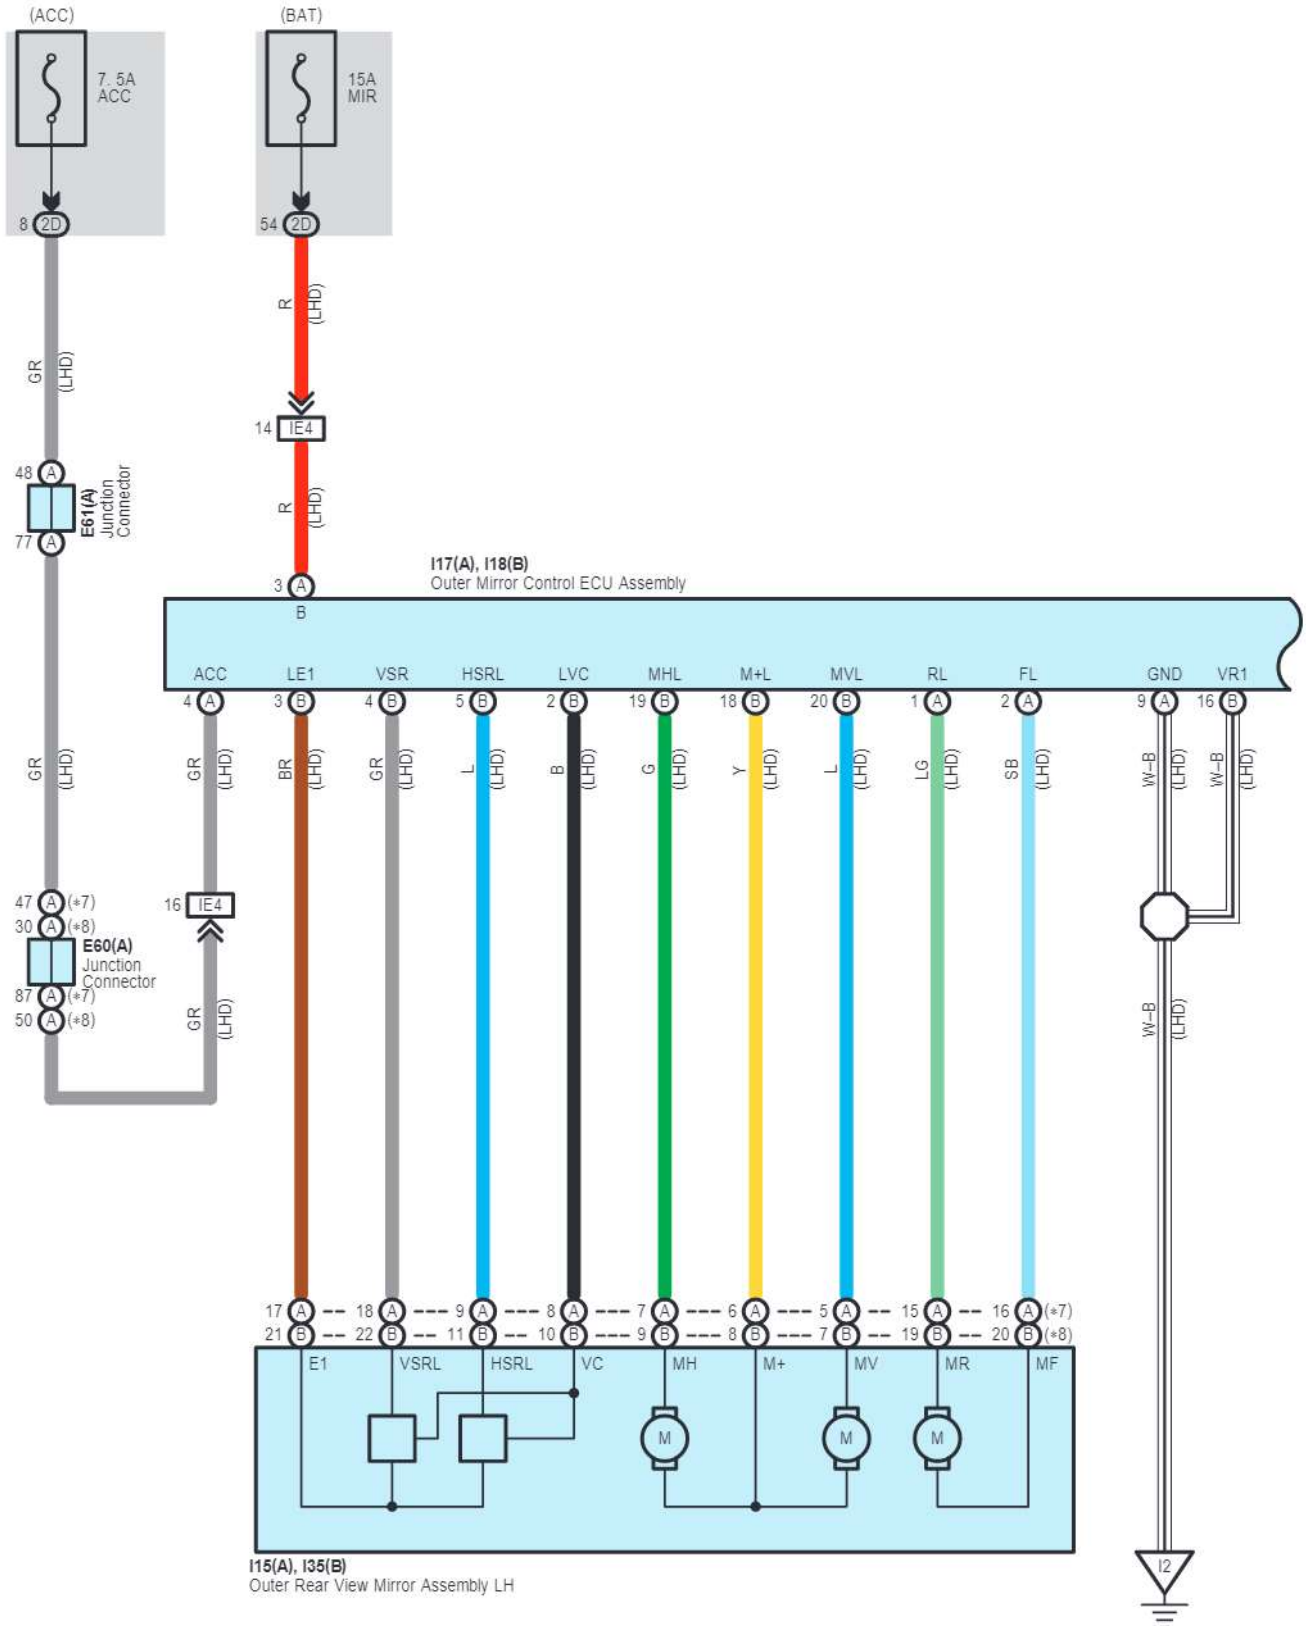 (ACC)
(BAT)
7. 5A
ACC
15A
MIR
8 2D
54 2D
R
(LHD)
GR
(LHD)
14 IE4
48 A
E61(A)
Junction
Connector
R
(LHD)
77 A
I17(A), I18(B)
Outer Mirror Control ECU Assembly
3 A
B
ACC LE1 VSR HSRL LVC MHL M+L MVL RL FL GND VR1
4 A 3 B 4 B 5 B 2 B 19 B 18 B 20 B 1 A 2 A 9 A 16 B
GR (LHD) GR (LHD) BR (LHD) GR (LHD) L (LHD) B (LHD) G (LHD) Y (LHD) L (LHD) LG (LHD) SB (LHD) W-B (LHD) W-B (LHD)
47 A (*7)
16 IE4
30 A (*8)
E60(A)
Junction
Connector
87 A (*7)
50 A (*8)
GR
(LHD)
W-B
(LHD)
17 A 18 A 9 A 8 A 7 A 6 A 5 A 15 A 16 A (*7)
21 B 22 B 11 B 10 B 9 B 8 B 7 B 19 B 20 B (*8)
E1 VSRL HSRL VC MH M+ MV MR MF
M M M
I15(A), I35(B)
Outer Rear View Mirror Assembly LH
I2